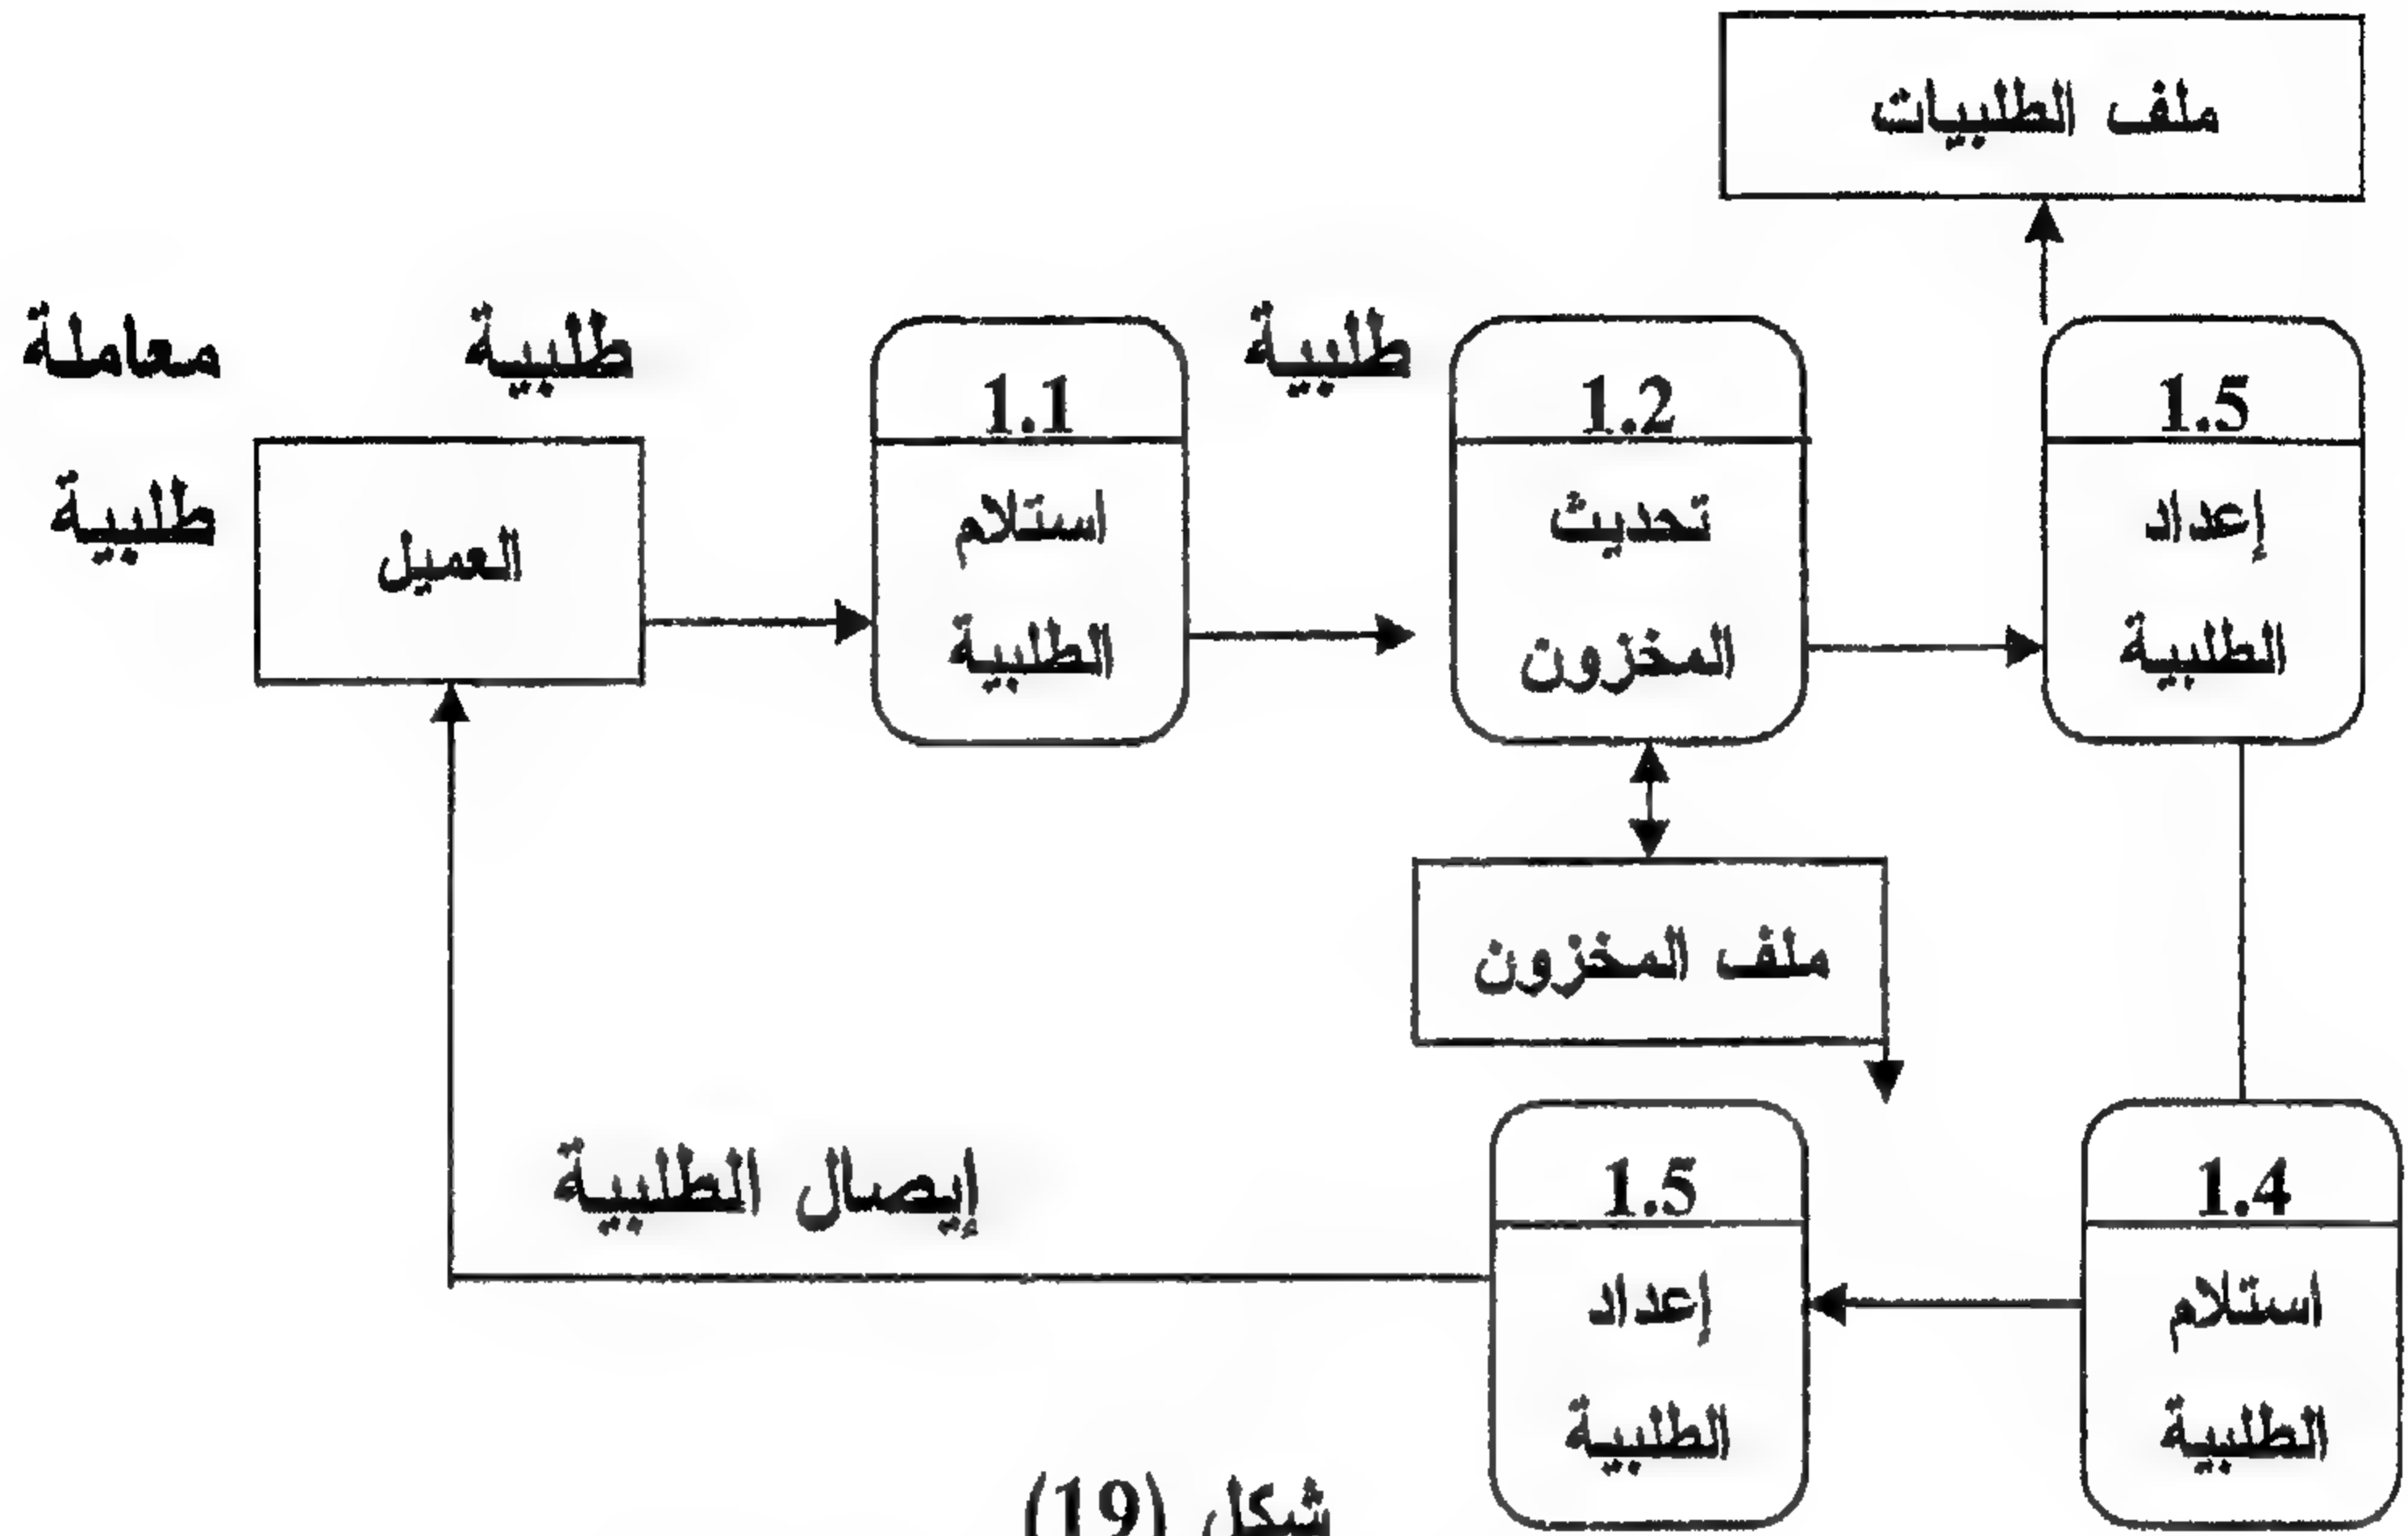 ملف الطلبيات
معاملة
طلبية
طلبية
العميل
1.1
استلام
الطلبية
طلبية
1.2
تحديث
المخزون
1.5
إعداد
الطلبية
ملف المخزون
1.4
استلام
الطلبية
1.5
إعداد
الطلبية
إيصال الطلبية
شكل (19)